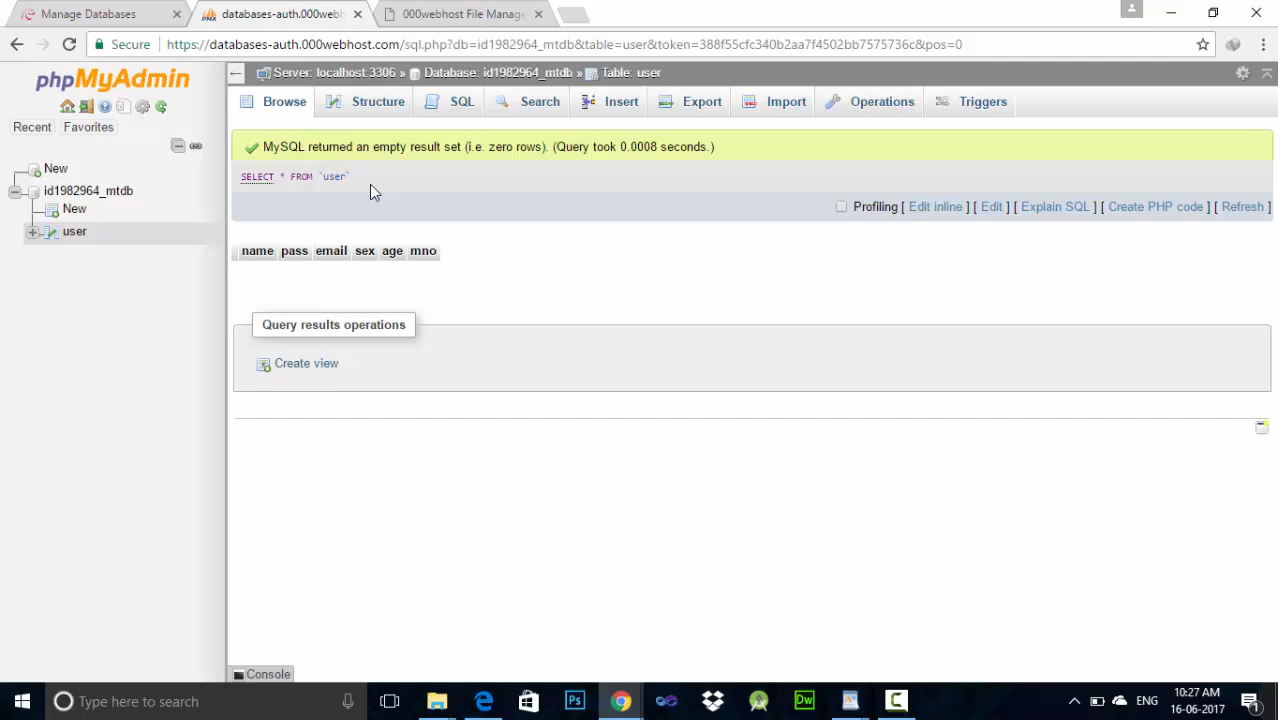 Manage Databases
databases-auth.000webh
000webhost File Manag
Secure
https://databases-auth.000webhost.com/sql.php?db=id1982964_mtdb&table=user&token=388f55cfc340b2aa7f4502bb7575736c&pos=0
phpMyAdmin
Recent
Favorites
New
id1982964_mtdb
New
user
Server: localhost:3306 » Database: id1982964_mtdb » Table: user
Browse Structure SQL Search Insert Export Import Operations Triggers
MySQL returned an empty result set (i.e. zero rows). (Query took 0.0008 seconds.)
SELECT * FROM `user`
Profiling [ Edit inline ] [ Edit ] [ Explain SQL ] [ Create PHP code ] [ Refresh ]
name pass email sex age mno
Query results operations
Create view
Console
Type here to search
Ps
Dw
ENG
10:27 AM
16-06-2017
1